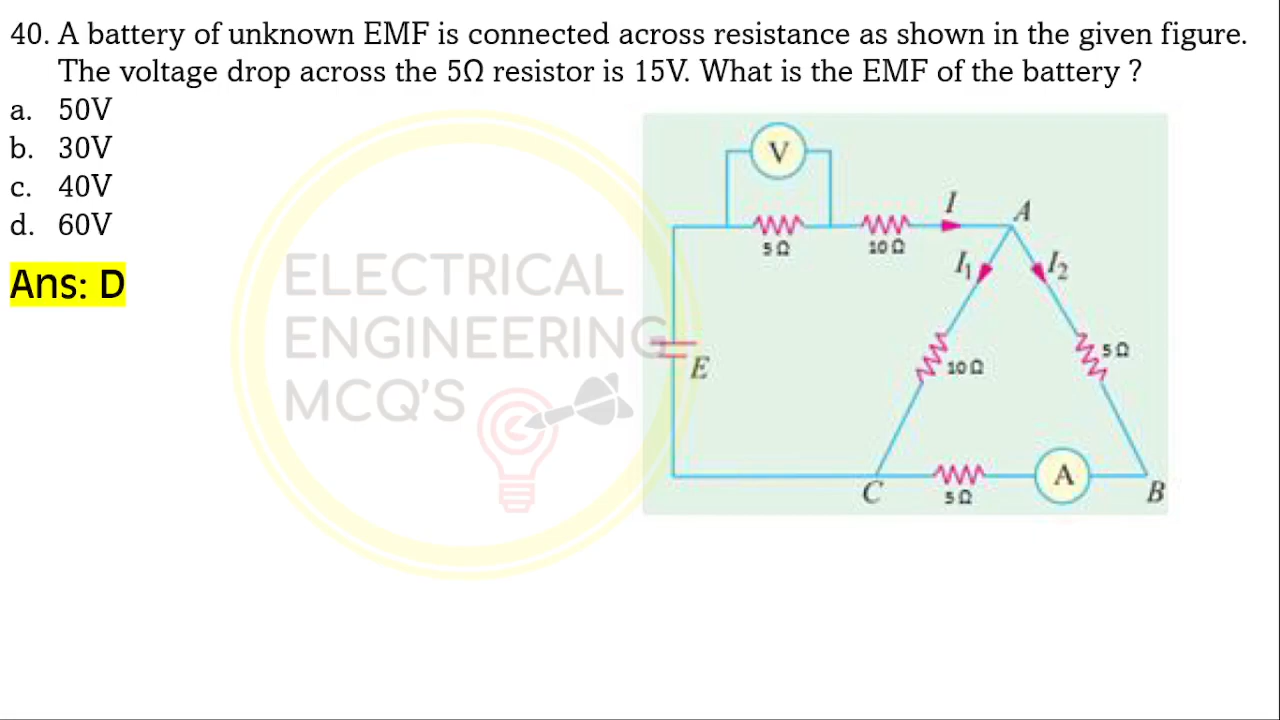 40. A battery of unknown EMF is connected across resistance as shown in the given figure.
The voltage drop across the 5Ω resistor is 15V. What is the EMF of the battery ?
a. 50V
b. 30V
c. 40V
d. 60V
Ans: D
ELECTRICAL
ENGINEERING
MCQ'S
V
5Ω
10Ω
I
A
I₁
I₂
10Ω
5Ω
E
C
5Ω
A
B